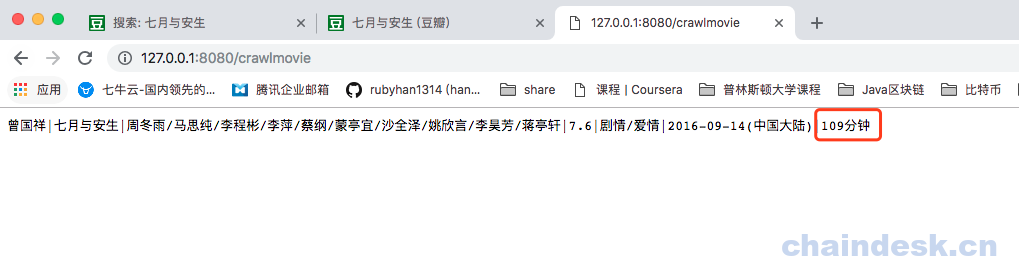 搜索: 七月与安生
七月与安生 (豆瓣)
127.0.0.1:8080/crawlmovie
127.0.0.1:8080/crawlmovie
应用 七牛云-国内领先的... 腾讯企业邮箱 rubyhan1314 (han... share 课程 | Coursera 普林斯顿大学课程 Java区块链 比特币
曾国祥|七月与安生|周冬雨/马思纯/李程彬/李萍/蔡纲/蒙亭宜/沙全泽/姚欣言/李昊芳/蒋亭轩|7.6|剧情/爱情|2016-09-14(中国大陆)|109分钟
chaindesk.cn